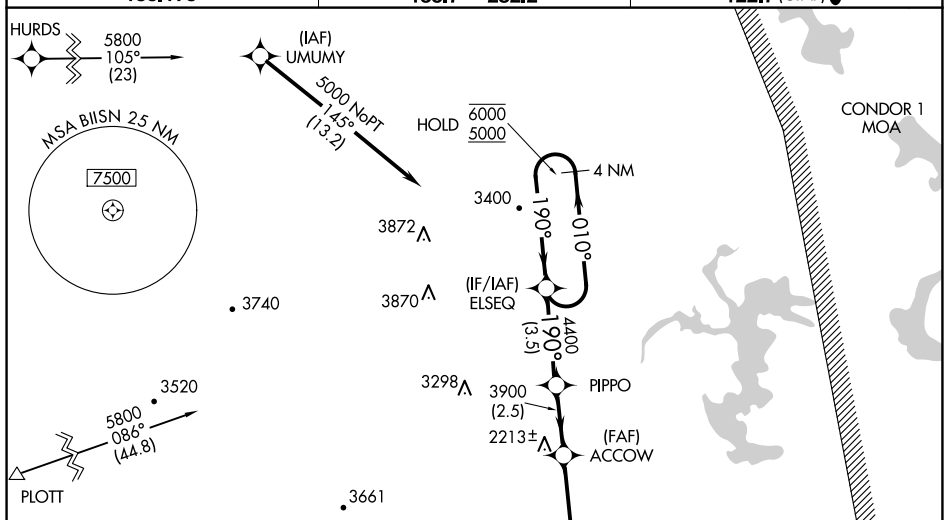 HURDS
5800
105°
(23)
(IAF)
UMUMY
5000 NoPT
145°
(13.2)
MSA BIISN 25 NM
7500
HOLD
6000
5000
4 NM
CONDOR 1
MOA
3400
190°
010°
3872
(IF/IAF)
ELSEQ
3870
3740
4400
190°
(3.5)
PIPPO
3298
3900
(2.5)
3520
5800
086°
(44.8)
2213±
(FAF)
ACCOW
PLOTT
3661